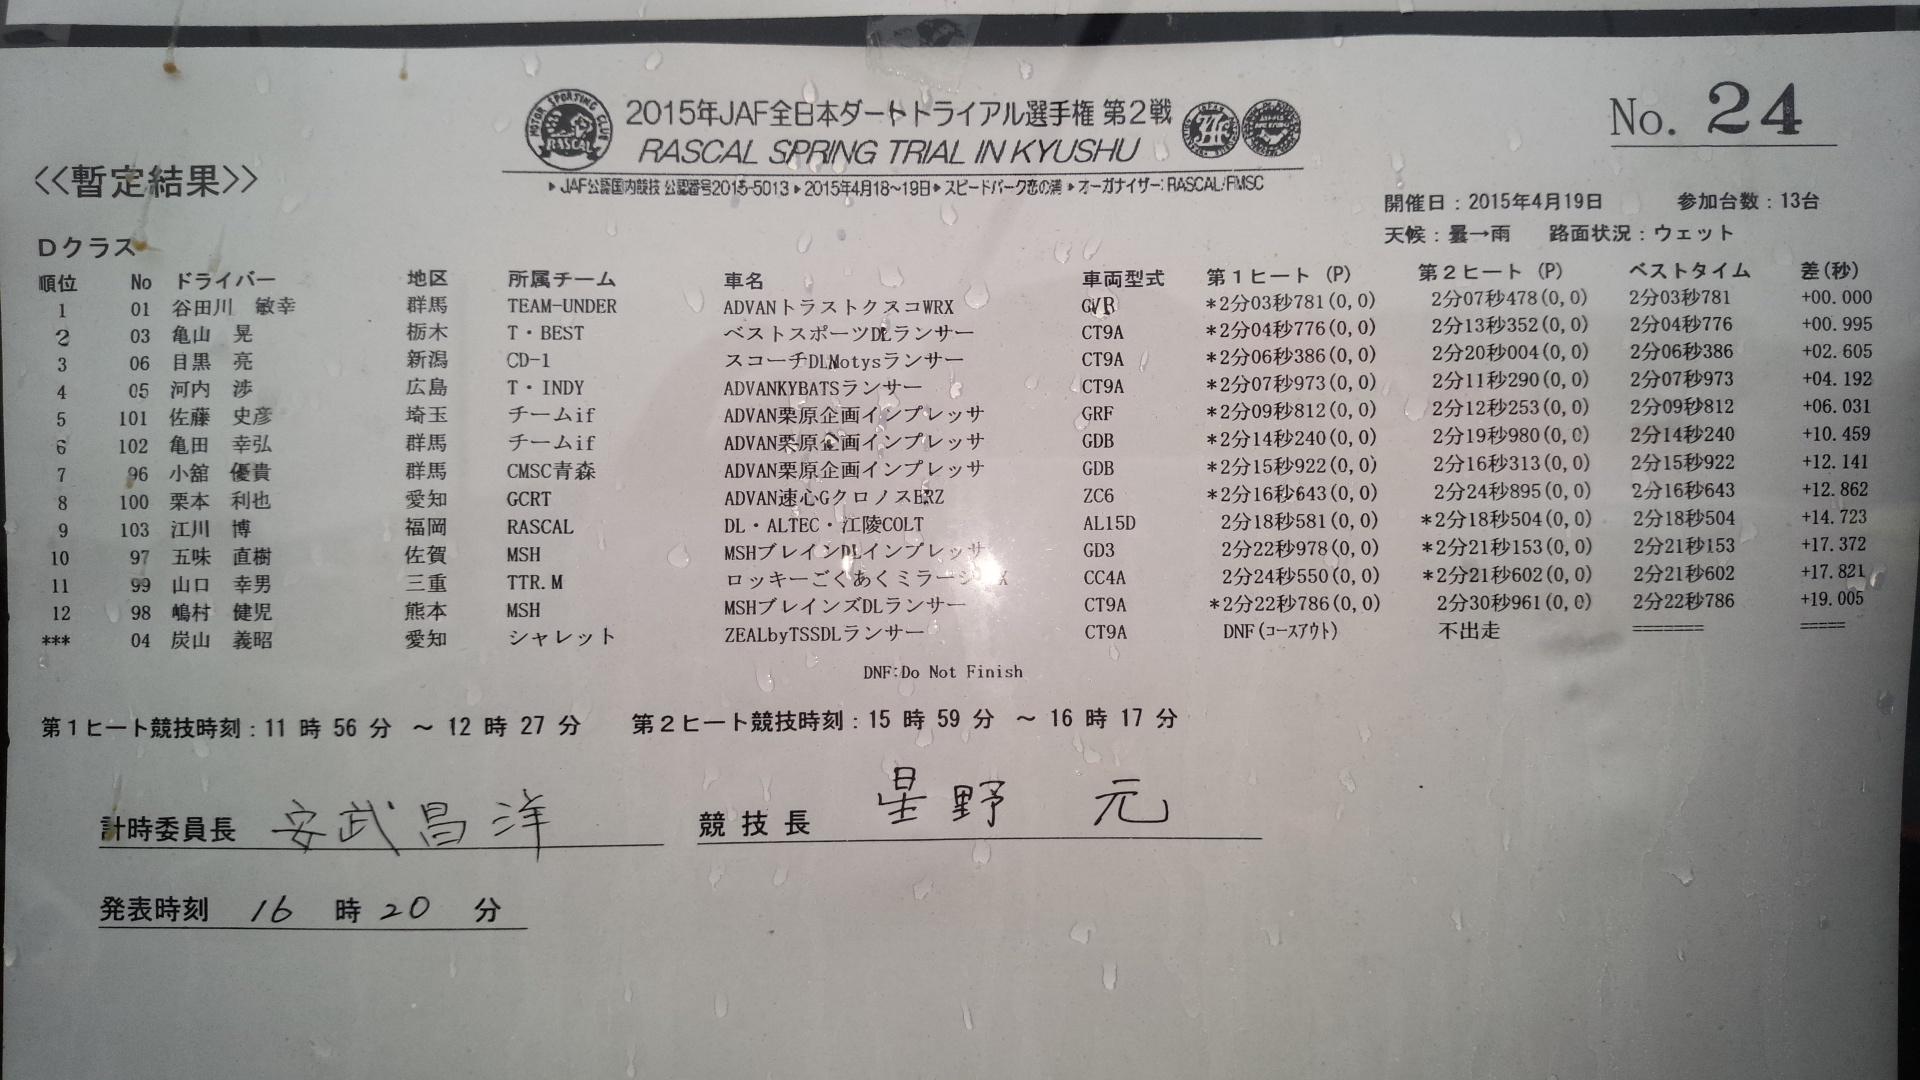 2015年JAF全日本ダートトライアル選手権 第2戦
RASCAL SPRING TRIAL IN KYUSHU
MOTOR SPORTING CLUB RASCAL
No. 24
<<暫定結果>>
▶JAF公認国内競技 公認番号2015-5013▶2015年4月18~19日▶スピードパーク恋の浦▶オーガナイザー:RASCAL/FMSC
開催日:2015年4月19日 参加台数:13台
天候:曇→雨 路面状況:ウェット
Dクラス
順位 No ドライバー 地区 所属チーム 車名 車両型式 第1ヒート (P) 第2ヒート (P) ベストタイム 差(秒)
1 01 谷田川 敏幸 群馬 TEAM-UNDER ADVANトラストクスコWRX GVB *2分03秒781(0,0) 2分07秒478(0,0) 2分03秒781 +00.000
2 03 亀山 晃 栃木 T・BEST ベストスポーツDLランサー CT9A *2分04秒776(0,0) 2分13秒352(0,0) 2分04秒776 +00.995
3 06 目黒 亮 新潟 CD-1 スコーチDLMotysランサー CT9A *2分06秒386(0,0) 2分20秒004(0,0) 2分06秒386 +02.605
4 05 河内 渉 広島 T・INDY ADVANKYBATSランサー CT9A *2分07秒973(0,0) 2分11秒290(0,0) 2分07秒973 +04.192
5 101 佐藤 史彦 埼玉 チームif ADVAN栗原企画インプレッサ GRF *2分09秒812(0,0) 2分12秒253(0,0) 2分09秒812 +06.031
6 102 亀田 幸弘 群馬 チームif ADVAN栗原企画インプレッサ GDB *2分14秒240(0,0) 2分19秒980(0,0) 2分14秒240 +10.459
7 96 小舘 優貴 群馬 CMSC青森 ADVAN栗原企画インプレッサ GDB *2分15秒922(0,0) 2分16秒313(0,0) 2分15秒922 +12.141
8 100 栗本 利也 愛知 GCRT ADVAN速心GクロノスBRZ ZC6 *2分16秒643(0,0) 2分24秒895(0,0) 2分16秒643 +12.862
9 103 江川 博 福岡 RASCAL DL・ALTEC・江陵COLT AL15D 2分18秒581(0,0) *2分18秒504(0,0) 2分18秒504 +14.723
10 97 五味 直樹 佐賀 MSH MSHブレインDLインプレッサ GD3 2分22秒978(0,0) *2分21秒153(0,0) 2分21秒153 +17.372
11 99 山口 幸男 三重 TTR.M ロッキーごくあくミラージ X CC4A 2分24秒550(0,0) *2分21秒602(0,0) 2分21秒602 +17.821
12 98 嶋村 健児 熊本 MSH MSHブレインズDLランサー CT9A *2分22秒786(0,0) 2分30秒961(0,0) 2分22秒786 +19.005
*** 04 炭山 義昭 愛知 シャレット ZEALbyTSSDLランサー CT9A DNF(コースアウト) 不出走 ======= =====
DNF:Do Not Finish
第1ヒート競技時刻:11 時 56 分 ～ 12 時 27 分 第2ヒート競技時刻:15 時 59 分 ～ 16 時 17 分
計時委員長 安武昌洋 競技長 星野 元
発表時刻 16 時 20 分